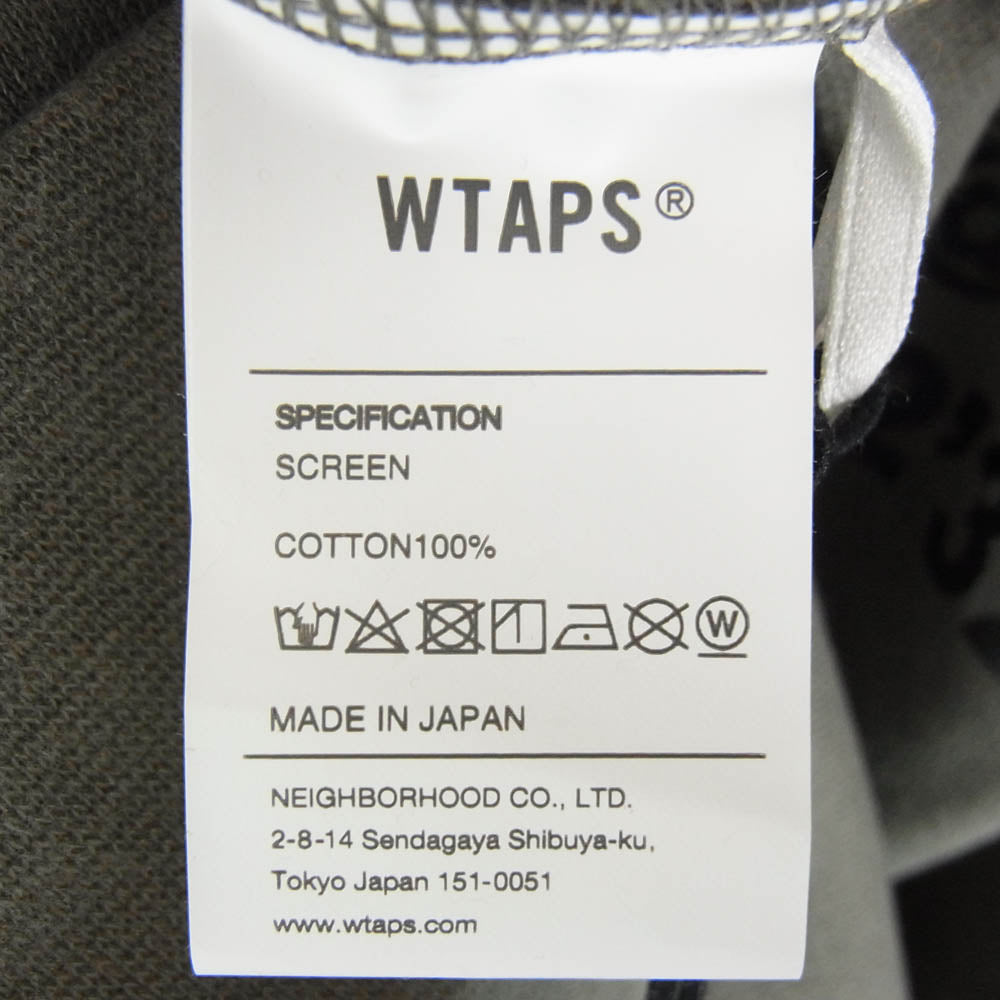 WTAPS®
SPECIFICATION
SCREEN
COTTON100%
W
MADE IN JAPAN
NEIGHBORHOOD CO., LTD.
2-8-14 Sendagaya Shibuya-ku,
Tokyo Japan 151-0051
www.wtaps.com